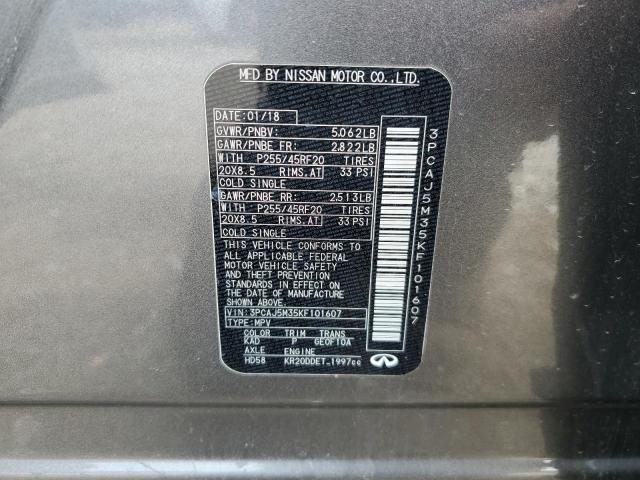 MFD BY NISSAN MOTOR CO.,LTD.
DATE:01/18
GVWR/PNBV: 5.062LB
GAWR/PNBE FR: 2.822LB
WITH P255/45RF20 TIRES
20X8.5 RIMS.AT 33 PSI
COLD SINGLE
GAWR/PNBE RR: 2.513LB
WITH P255/45RF20 TIRES
20X8.5 RIMS.AT 33 PSI
COLD SINGLE
THIS VEHICLE CONFORMS TO
ALL APPLICABLE FEDERAL
MOTOR VEHICLE SAFETY
AND THEFT PREVENTION
STANDARDS IN EFFECT ON
THE DATE OF MANUFACTURE
SHOWN ABOVE.
VIN: 3PCAJ5M35KF101607
TYPE: MPV
COLOR TRIM TRANS
KAD P GEOF10A
AXLE ENGINE
HD58 KR20DDET_1997cc
3PCAJ5M35KF101607